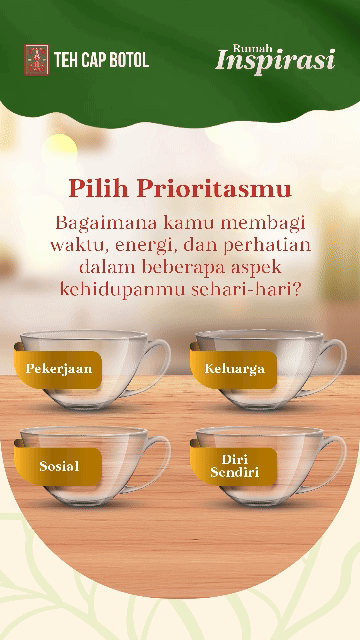 TEH CAP BOTOL
Rumah
Inspirasi
Pilih Prioritasmu
Bagaimana kamu membagi
waktu, energi, dan perhatian
dalam beberapa aspek
kehidupanmu sehari-hari?
Pekerjaan
Keluarga
Sosial
Diri
Sendiri